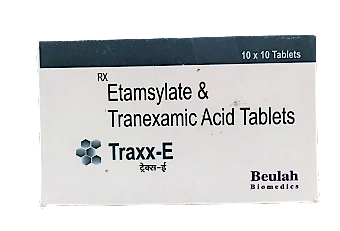 10 x 10 Tablets
RX
Etamsylate &
Tranexamic Acid Tablets
Traxx-E
ट्रेक्स-ई
Beulah
Biomedics